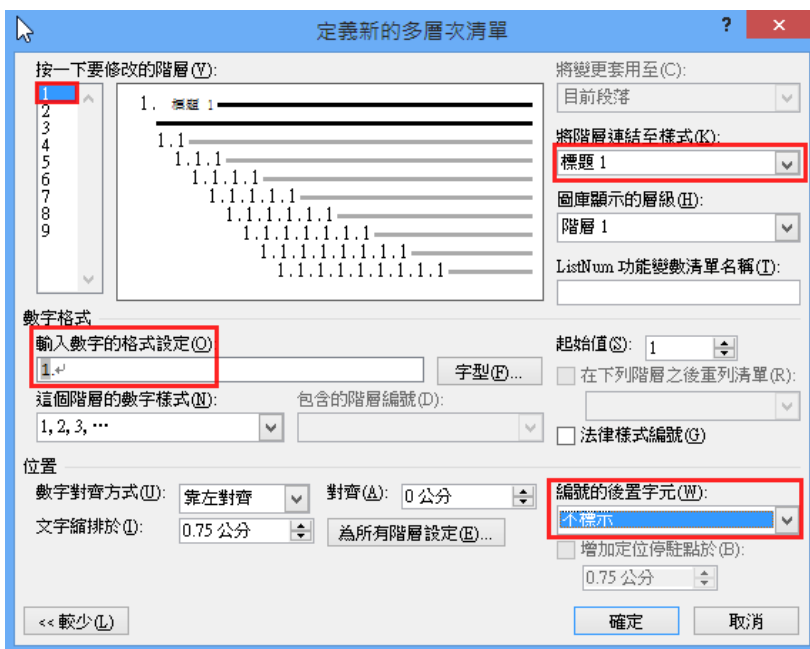 定義新的多層次清單
?
×
按一下要修改的階層(Y):
1
2
3
4
5
6
7
8
9
1. 標題 1
1.1
1.1.1
1.1.1.1
1.1.1.1.1
1.1.1.1.1.1
1.1.1.1.1.1.1
1.1.1.1.1.1.1.1
1.1.1.1.1.1.1.1.1
將變更套用至(C):
目前段落
將階層連結至樣式(K):
標題 1
圖庫顯示的層級(H):
階層 1
ListNum 功能變數清單名稱(T):
數字格式
輸入數字的格式設定(O)
1.↵
字型(F)...
起始值(S): 1
在下列階層之後重列清單(R):
這個階層的數字樣式(N):
1, 2, 3, …
包含的階層編號(D):
法律樣式編號(G)
位置
數字對齊方式(U): 靠左對齊
對齊(A): 0 公分
文字縮排於(I): 0.75 公分
為所有階層設定(E)...
編號的後置字元(W):
不標示
增加定位停駐點於(B):
0.75 公分
<< 較少(L)
確定
取消